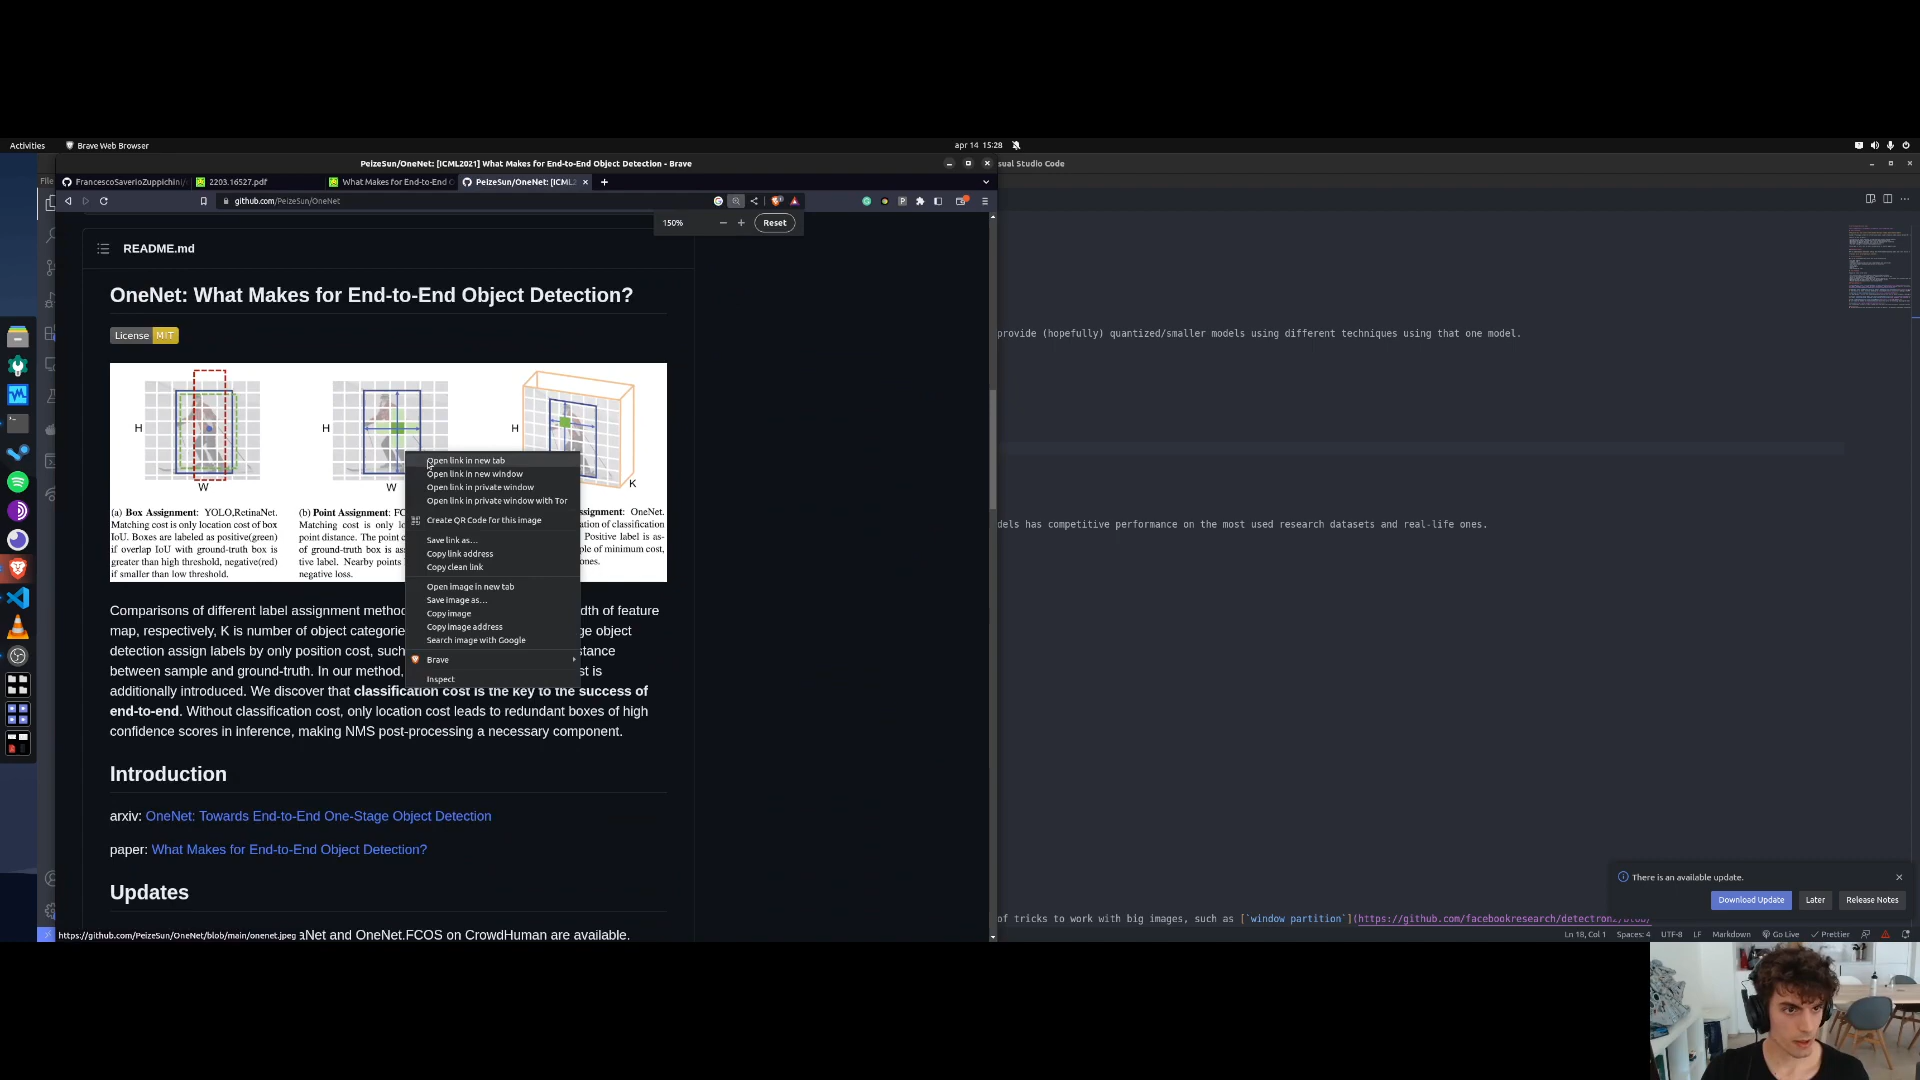 Activities
Brave Web Browser
apr 14 15:28
PeizeSun/OneNet: [ICML2021] What Makes for End-to-End Object Detection - Brave
sual Studio Code
File
FrancescoSaverioZuppichini/
2203.16527.pdf
What Makes for End-to-End O
PeizeSun/OneNet: [ICML2
github.com/PeizeSun/OneNet
150%
Reset
README.md
OneNet: What Makes for End-to-End Object Detection?
License MIT
H
W
H
W
H
K
(a) Box Assignment: YOLO,RetinaNet.
Matching cost is only location cost of box
IoU. Boxes are labeled as positive(green)
if overlap IoU with ground-truth box is
greater than high threshold, negative(red)
if smaller than low threshold.
(b) Point Assignment: FC
Matching cost is only lo
point distance. The point c
of ground-truth box is as
tive label. Nearby points
negative loss.
signment: OneNet.
ation of classification
Positive label is as-
ple of minimum cost,
ones.
Open link in new tab
Open link in new window
Open link in private window
Open link in private window with Tor
Create QR Code for this image
Save link as...
Copy link address
Copy clean link
Open image in new tab
Save image as...
Copy image
Copy image address
Search image with Google
Brave
Inspect
Comparisons of different label assignment metho dth of feature
map, respectively, K is number of object categorie ge object
detection assign labels by only position cost, suc stance
between sample and ground-truth. In our method, st is
additionally introduced. We discover that classification cost is the key to the success of
end-to-end. Without classification cost, only location cost leads to redundant boxes of high
confidence scores in inference, making NMS post-processing a necessary component.
Introduction
arxiv: OneNet: Towards End-to-End One-Stage Object Detection
paper: What Makes for End-to-End Object Detection?
Updates
aNet and OneNet.FCOS on CrowdHuman are available.
https://github.com/PeizeSun/OneNet/blob/main/onenet.jpeg
provide (hopefully) quantized/smaller models using different techniques using that one model.
dels has competitive performance on the most used research datasets and real-life ones.
There is an available update.
Download Update
Later
Release Notes
of tricks to work with big images, such as [`window partition`](https://github.com/facebookresearch/detectron2/blob/
Ln 18, Col 1 Spaces: 4 UTF-8 LF Markdown Go Live Prettier